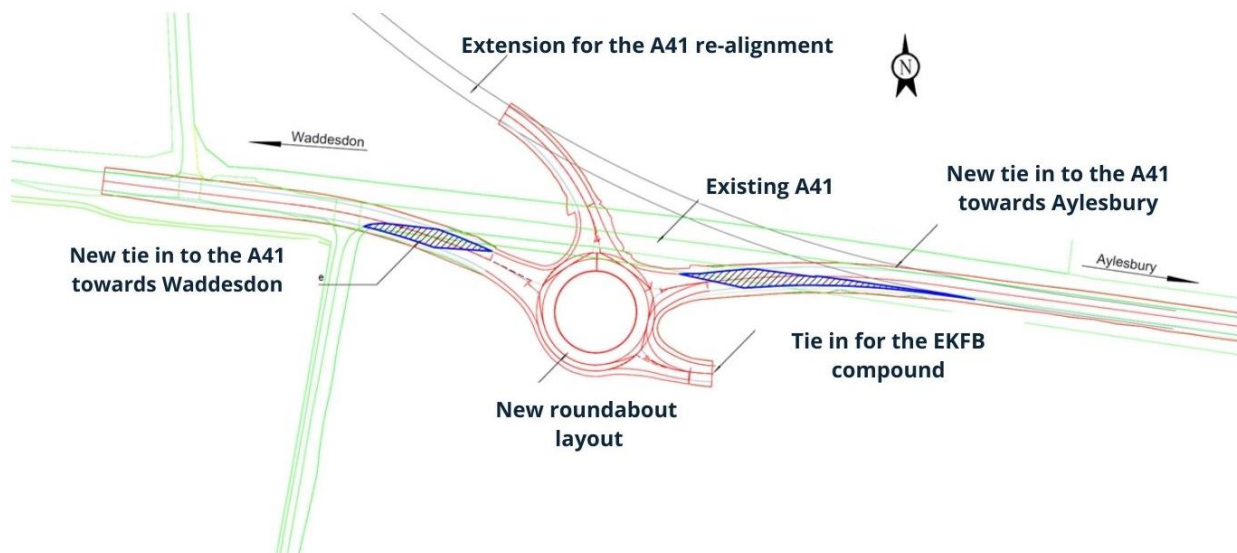 Extension for the A41 re-alignment
N
Waddesdon
Existing A41
New tie in to the A41
towards Aylesbury
New tie in to the A41
towards Waddesdon
e
Aylesbury
Tie in for the EKFB
compound
New roundabout
layout